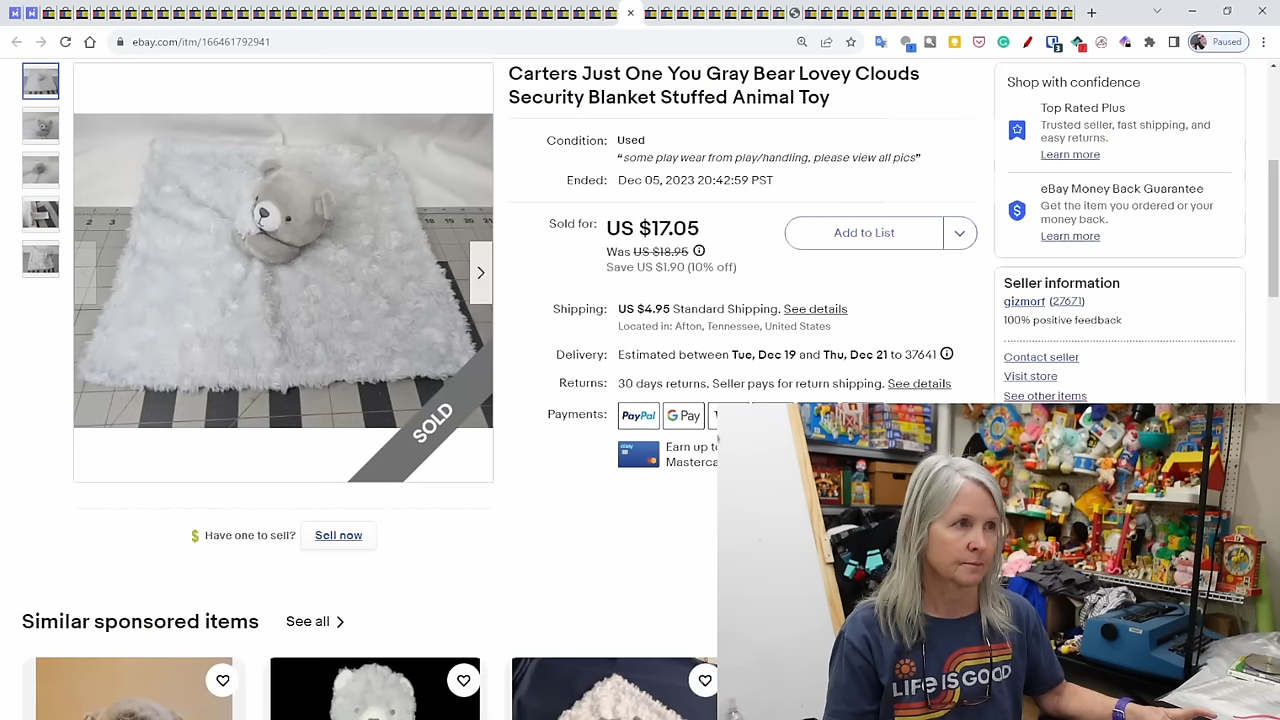 ebay.com/itm/166461792941
Paused
Carters Just One You Gray Bear Lovey Clouds
Security Blanket Stuffed Animal Toy
Condition: Used
“some play wear from play/handling, please view all pics”
Ended: Dec 05, 2023 20:42:59 PST
Sold for: US $17.05
Was US $18.95
Save US $1.90 (10% off)
Add to List
Shipping: US $4.95 Standard Shipping. See details
Located in: Afton, Tennessee, United States
Delivery: Estimated between Tue, Dec 19 and Thu, Dec 21 to 37641
Returns: 30 days returns. Seller pays for return shipping. See details
Payments: PayPal G Pay
ebay
Earn up to
Masterca
SOLD
Have one to sell? Sell now
Shop with confidence
Top Rated Plus
Trusted seller, fast shipping, and
easy returns.
Learn more
eBay Money Back Guarantee
Get the item you ordered or your
money back.
Learn more
Seller information
gizmorf (27671)
100% positive feedback
Contact seller
Visit store
See other items
Similar sponsored items See all
LIFE IS GOOD